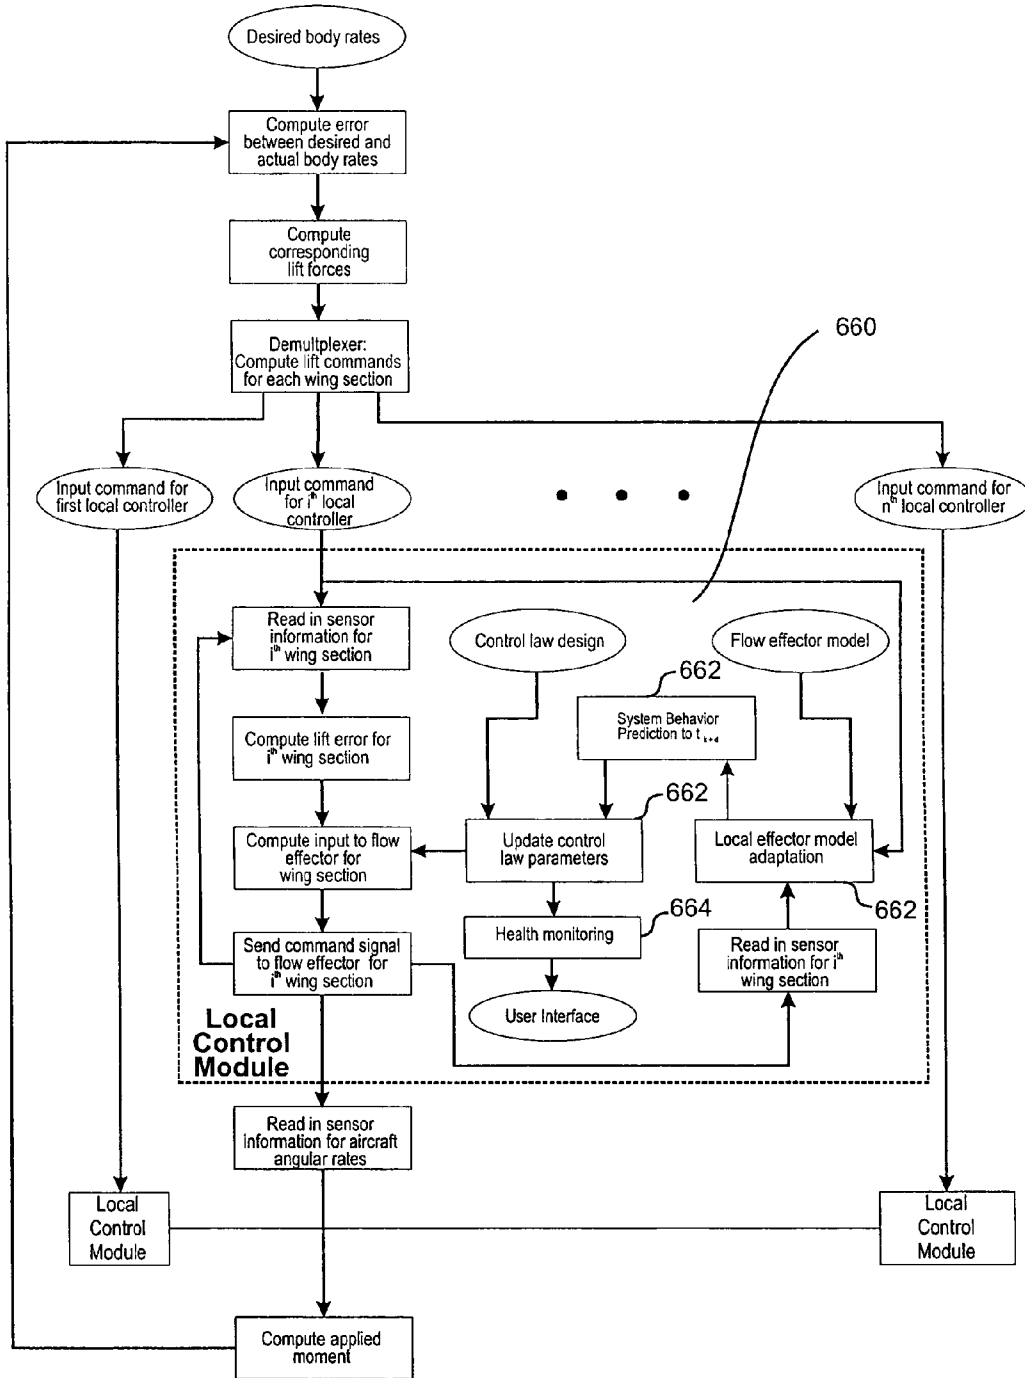 Desired body rates
Compute error
between desired and
actual body rates
Compute
corresponding
lift forces
Demultplexer:
Compute lift commands
for each wing section
660
Input command for
first local controller
Input command
for i th local
controller
Input command for
n th local controller
Read in sensor
information for
i th wing section
Control law design
Flow effector model
662
System Behavior
Prediction to t k+d
Compute lift error for
i th wing section
662
Compute input to flow
effector for
wing section
Update control
law parameters
Local effector model
adaptation
662
664
Health monitoring
Send command signal
to flow effector for
i th wing section
Read in sensor
information for i th
wing section
User Interface
Local
Control
Module
Read in sensor
information for aircraft
angular rates
Local
Control
Module
Local
Control
Module
Compute applied
moment